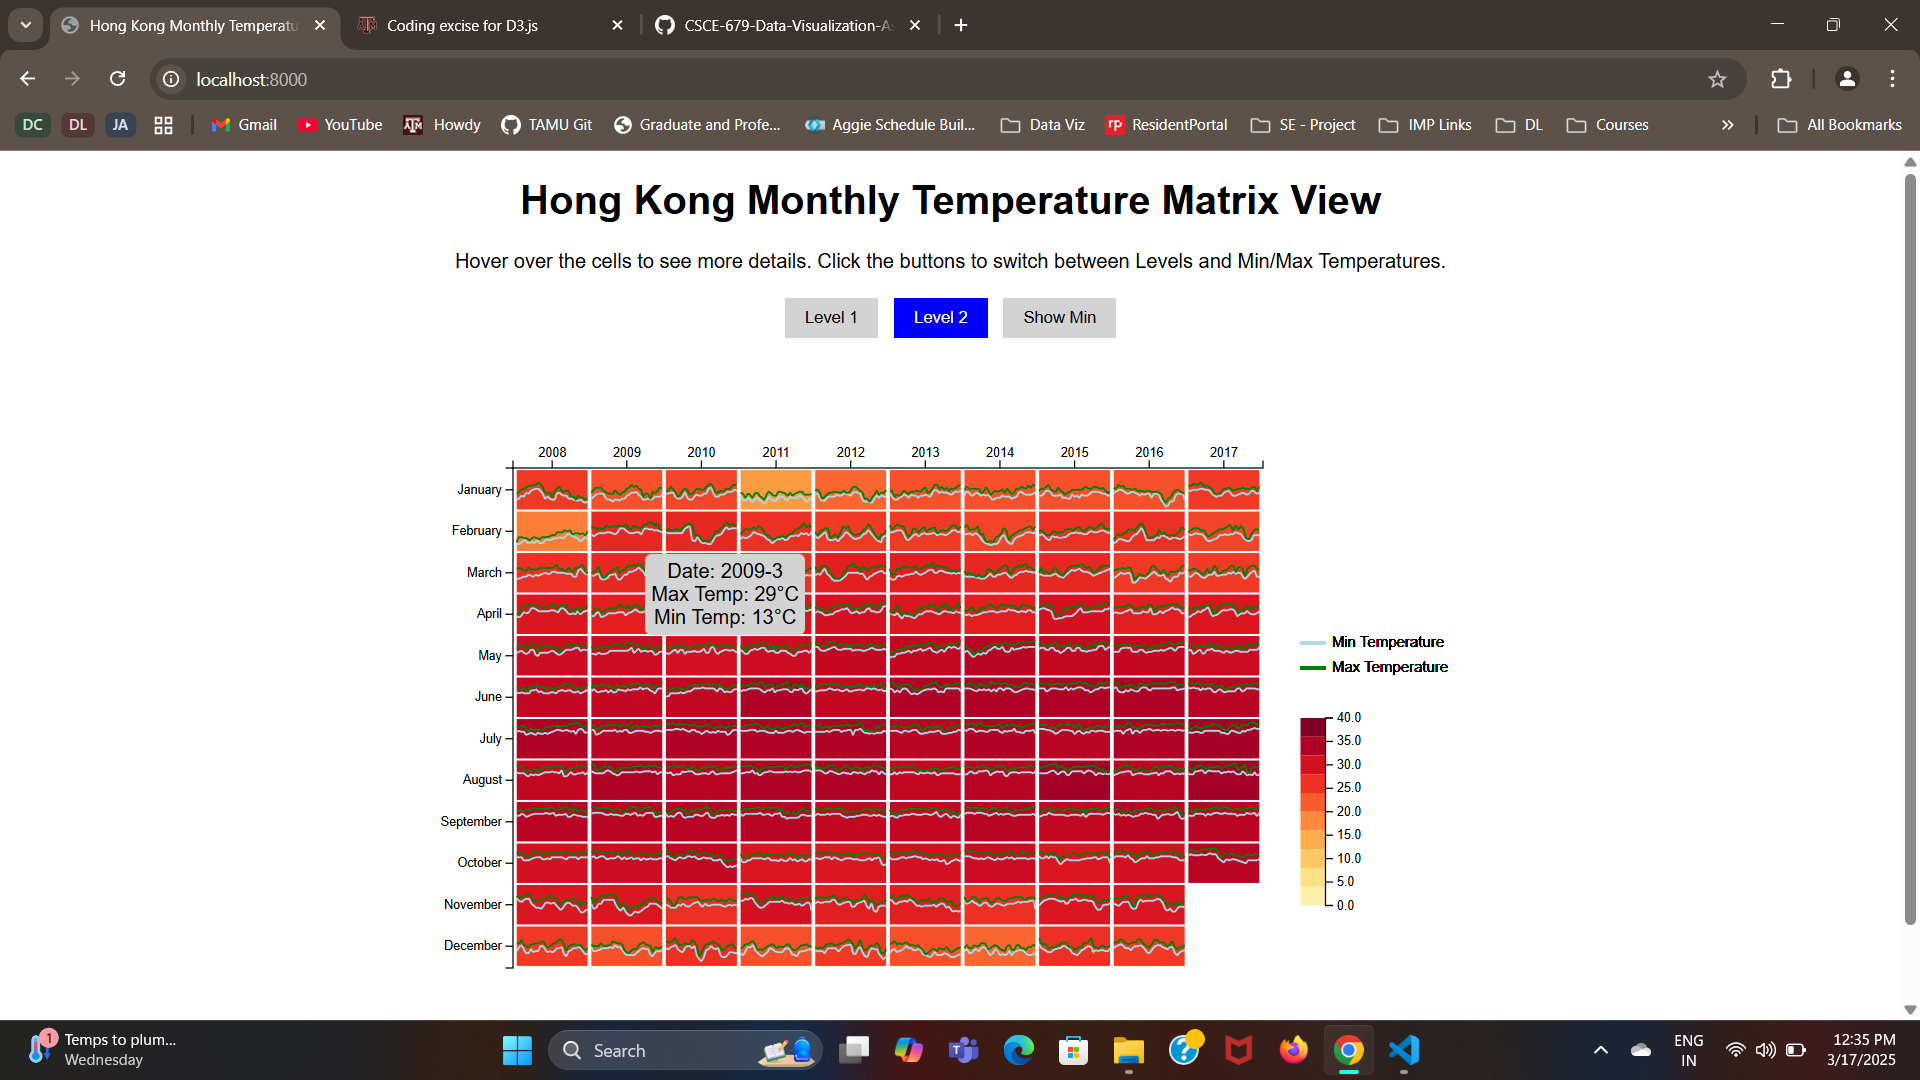 Hong Kong Monthly Temperatu
Coding excise for D3.js
CSCE-679-Data-Visualization-As
localhost:8000
DC
DL
JA
Gmail
YouTube
Howdy
TAMU Git
Graduate and Profe...
Aggie Schedule Buil...
Data Viz
rp
ResidentPortal
SE - Project
IMP Links
DL
Courses
All Bookmarks
Hong Kong Monthly Temperature Matrix View
Hover over the cells to see more details. Click the buttons to switch between Levels and Min/Max Temperatures.
Level 1
Level 2
Show Min
2008 2009 2010 2011 2012 2013 2014 2015 2016 2017
January
February
March
April
May
June
July
August
September
October
November
December
Date: 2009-3
Max Temp: 29°C
Min Temp: 13°C
Min Temperature
Max Temperature
40.0
35.0
30.0
25.0
20.0
15.0
10.0
5.0
0.0
1
Temps to plum...
Wednesday
Search
ENG
IN
12:35 PM
3/17/2025